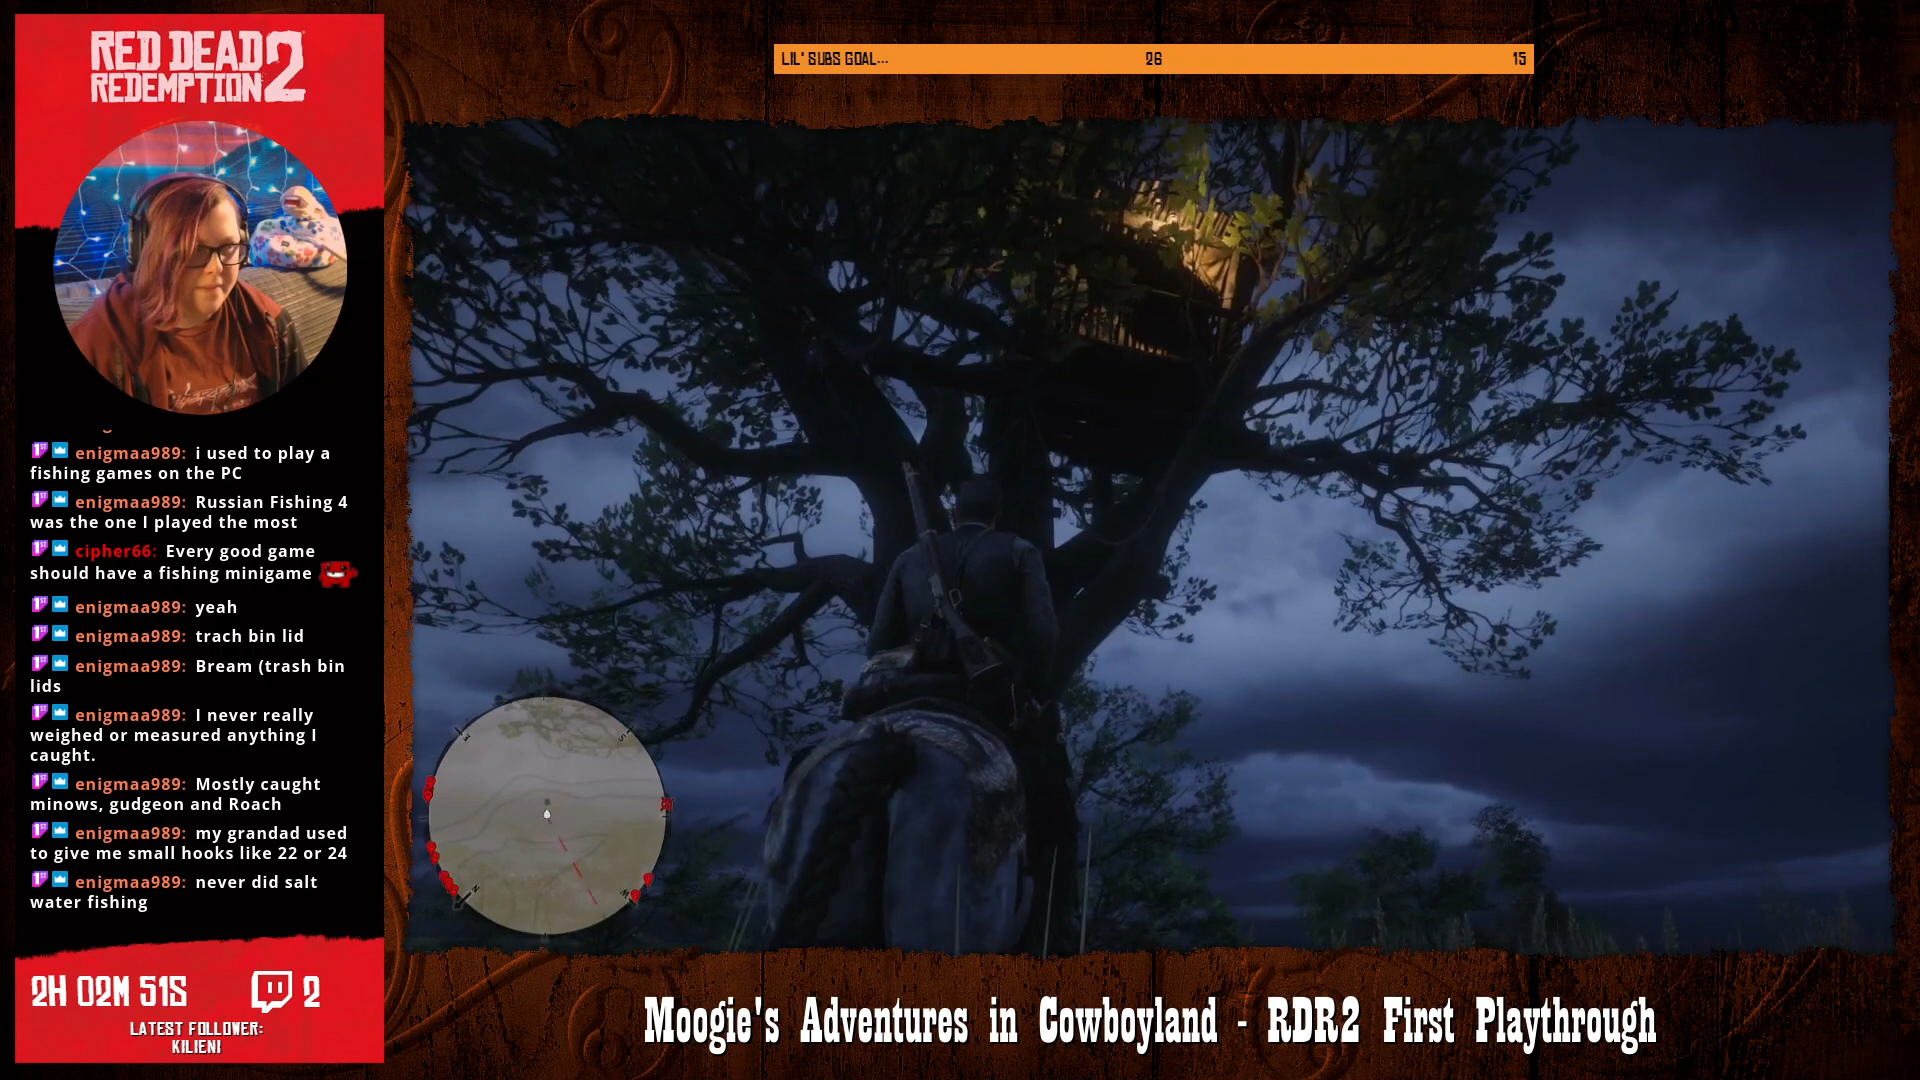 RED DEAD
REDEMPTION 2
LIL' SUBS GOAL... 26 15
enigmaa989: i used to play a
fishing games on the PC
enigmaa989: Russian Fishing 4
was the one I played the most
cipher66: Every good game
should have a fishing minigame
enigmaa989: yeah
enigmaa989: trach bin lid
enigmaa989: Bream (trash bin
lids
enigmaa989: I never really
weighed or measured anything I
caught.
enigmaa989: Mostly caught
minows, gudgeon and Roach
enigmaa989: my grandad used
to give me small hooks like 22 or 24
enigmaa989: never did salt
water fishing
2H 02M 51S 2
LATEST FOLLOWER:
KILIENI
Moogie's Adventures in Cowboyland - RDR2 First Playthrough